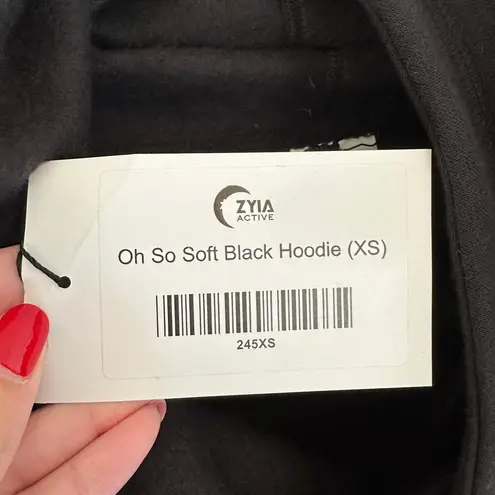 ZYIA
ACTIVE
Oh So Soft Black Hoodie (XS)
245XS